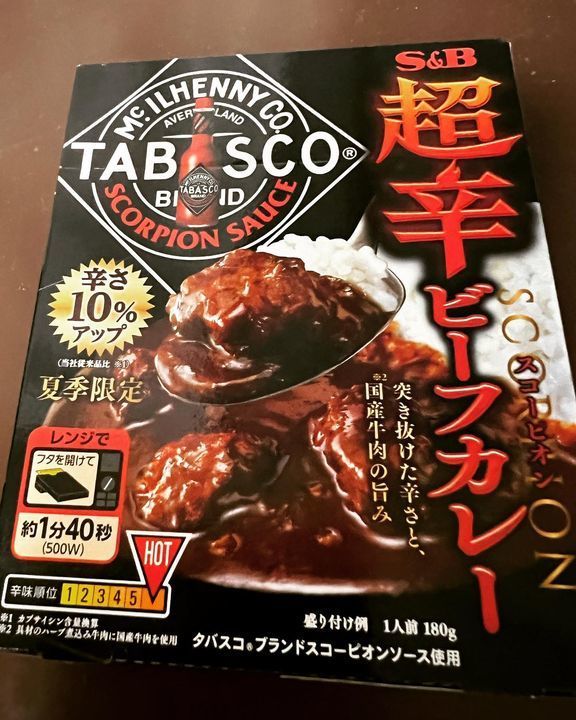 S&B
McILHENNY CO.
AVERY ISLAND
TABASCO®
BRAND
SCORPION SAUCE
McILHENNY CO.
TABASCO
BRAND
超辛
ビーフカレー
SCORPION
スコーピオン
辛さ
10%
アップ
(当社従来品比 ※1)
夏季限定
※2
突き抜けた辛さと、
国産牛肉の旨み
レンジで
フタを開けて
約1分40秒
(500W)
HOT
辛味順位 1 2 3 4 5
※1 カプサイシン含量換算
※2 具材のハーブ煮込み牛肉に国産牛肉を使用
盛り付け例 1人前 180g
タバスコ®ブランドスコーピオンソース使用